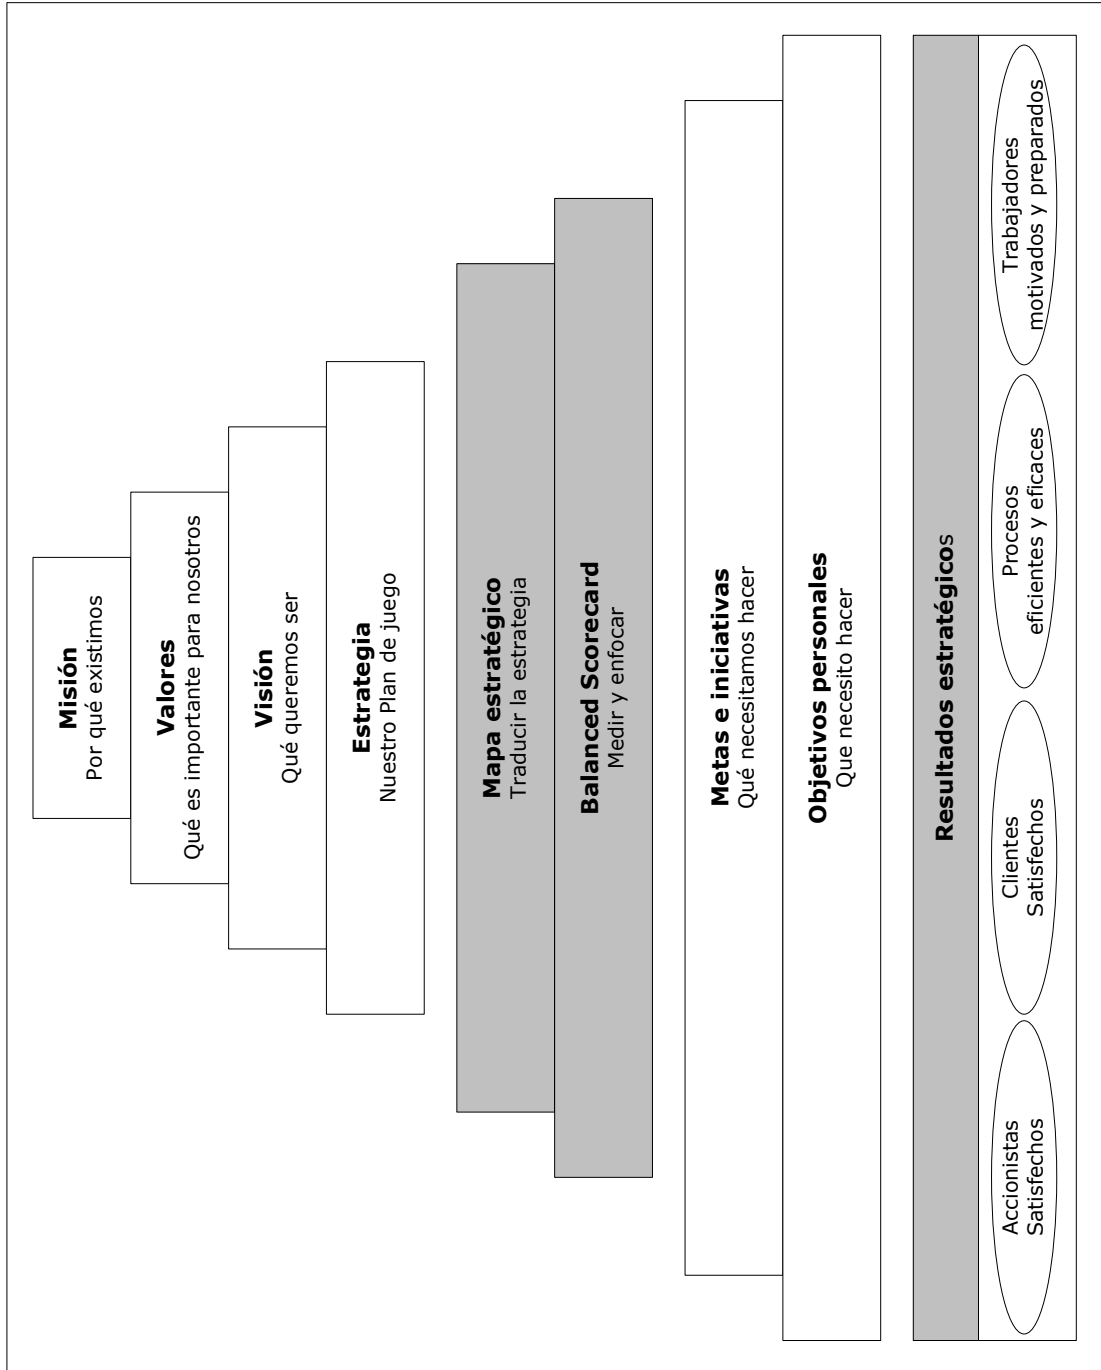 Misión
Por qué existimos
Valores
Qué es importante para nosotros
Visión
Qué queremos ser
Estrategia
Nuestro Plan de juego
Mapa estratégico
Traducir la estrategia
Balanced Scorecard
Medir y enfocar
Metas e iniciativas
Qué necesitamos hacer
Objetivos personales
Que necesito hacer
Resultados estratégicos
Accionistas
Satisfechos
Clientes
Satisfechos
Procesos
eficientes y eficaces
Trabajadores
motivados y preparados